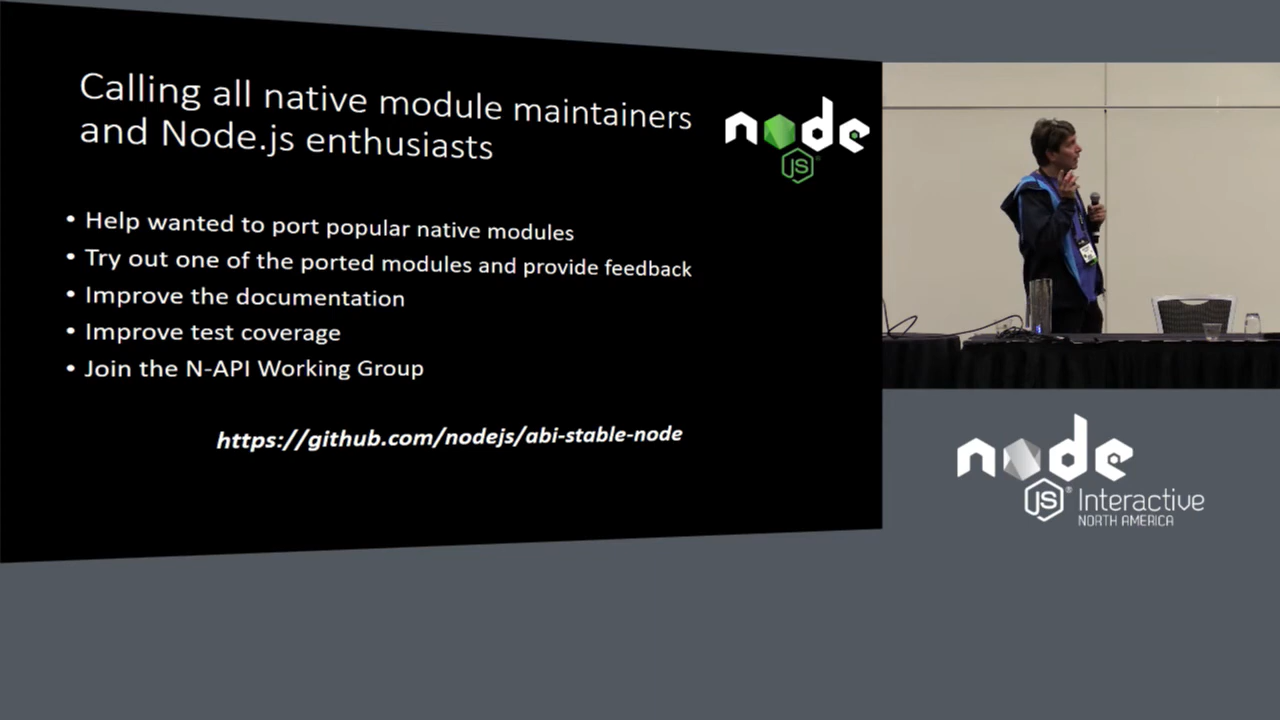 Calling all native module maintainers
and Node.js enthusiasts
node
JS
• Help wanted to port popular native modules
• Try out one of the ported modules and provide feedback
• Improve the documentation
• Improve test coverage
• Join the N-API Working Group
https://github.com/nodejs/abi-stable-node
node
JS Interactive
NORTH AMERICA